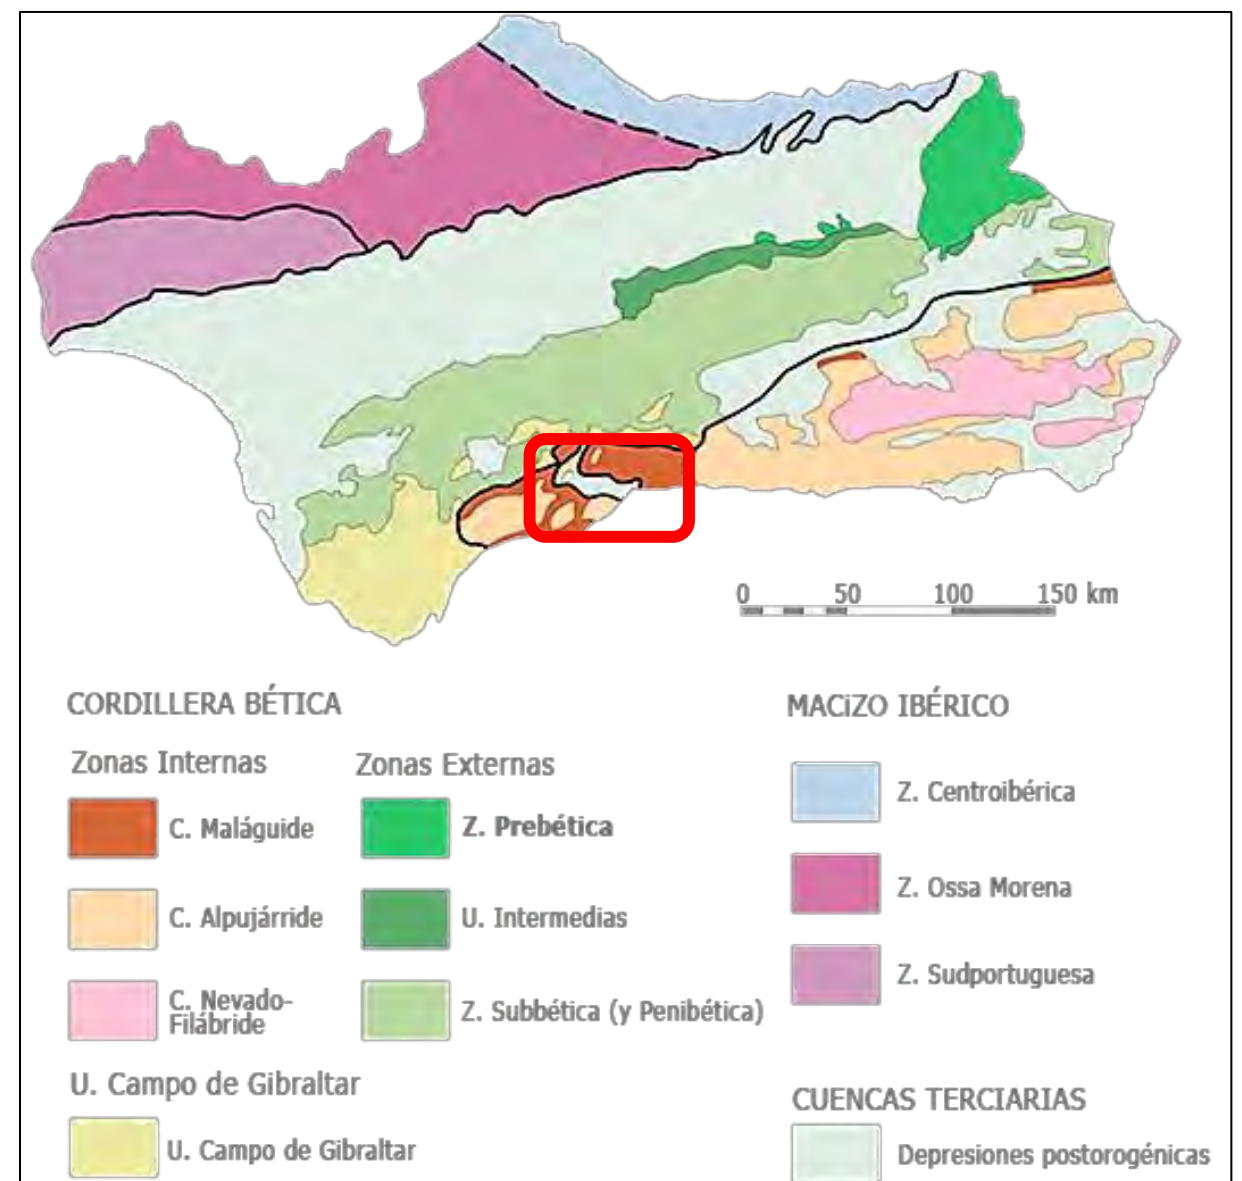 0 50 100 150 km
CORDILLERA BÉTICA
Zonas Internas
C. Maláguide
C. Alpujárride
C. Nevado-
Filábride
U. Campo de Gibraltar
U. Campo de Gibraltar
Zonas Externas
Z. Prebética
U. Intermedias
Z. Subbética (y Penibética)
MACiZO IBÉRICO
Z. Centroibérica
Z. Ossa Morena
Z. Sudportuguesa
CUENCAS TERCIARIAS
Depresiones postorogénicas